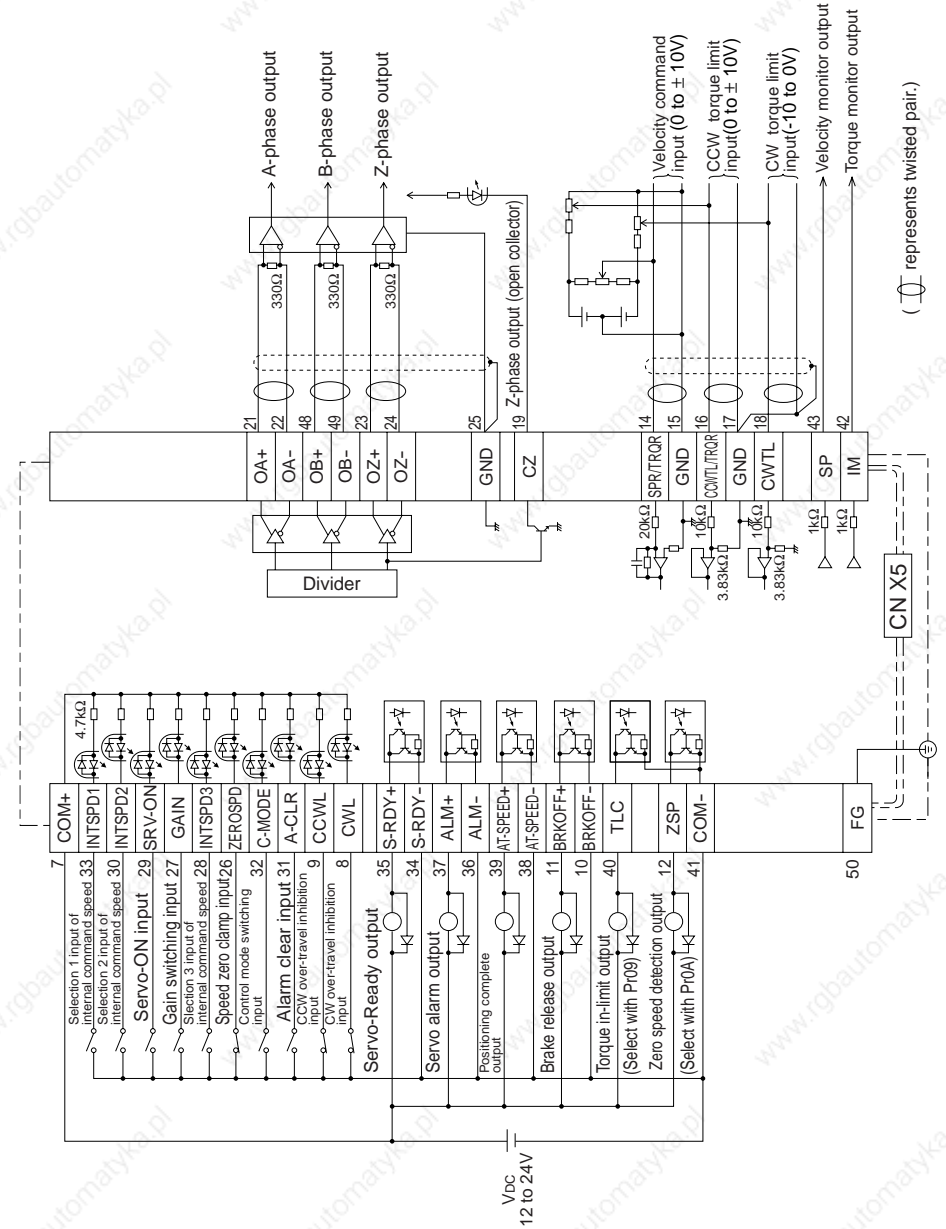 A-phase output
B-phase output
Z-phase output
330Ω
330Ω
330Ω
Z-phase output (open collector)
Velocity command
input (0 to ± 10V)
CCW torque limit
input(0 to ± 10V)
CW torque limit
input(-10 to 0V)
Velocity monitor output
Torque monitor output
( represents twisted pair.)
21 OA+
22 OA−
48 OB+
49 OB−
23 OZ+
24 OZ−
25 GND
19 CZ
14 SPR/TRQR
15 GND
16 CCWTL/TRQR
17 GND
18 CWTL
43 SP
42 IM
Divider
20kΩ
10kΩ
3.83kΩ
10kΩ
3.83kΩ
1kΩ
1kΩ
CN X5
4.7kΩ
7 COM+
Selection 1 input of
internal command speed 33 INTSPD1
Selection 2 input of
internal command speed 30 INTSPD2
Servo-ON input 29 SRV-ON
Gain switching input 27 GAIN
Slection 3 input of
internal command speed 28 INTSPD3
Speed zero clamp input 26 ZEROSPD
Control mode switching
input 32 C-MODE
Alarm clear input 31 A-CLR
CCW over-travel inhibition
input 9 CCWL
CW over-travel inhibition
input 8 CWL
Servo-Ready output
35 S-RDY+
34 S-RDY−
Servo alarm output
37 ALM+
36 ALM−
Positioning complete
output
39 AT-SPEED+
38 AT-SPEED−
Brake release output
11 BRKOFF+
10 BRKOFF−
Torque in-limit output
(Select with Pr09)
40 TLC
Zero speed detection output
(Select with Pr0A)
12 ZSP
41 COM−
50 FG
VDC
12 to 24V
www.rgbautomatyka.pl